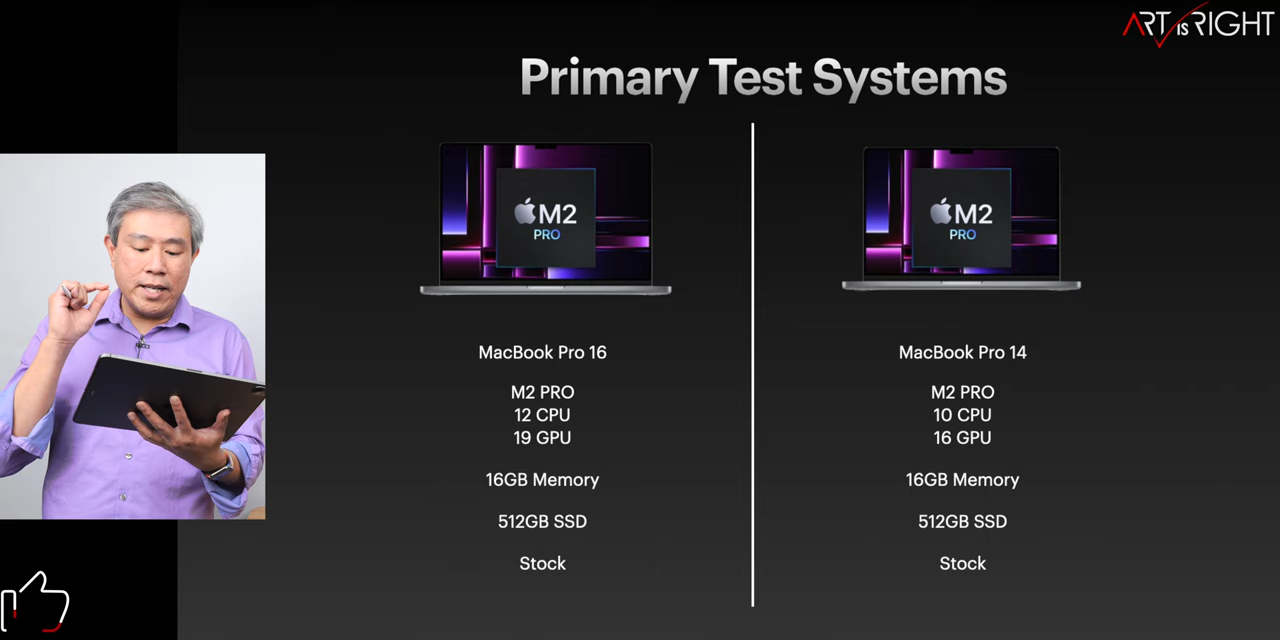 ART IS RIGHT
Primary Test Systems
M2
PRO
M2
PRO
MacBook Pro 16
M2 PRO
12 CPU
19 GPU
16GB Memory
512GB SSD
Stock
MacBook Pro 14
M2 PRO
10 CPU
16 GPU
16GB Memory
512GB SSD
Stock